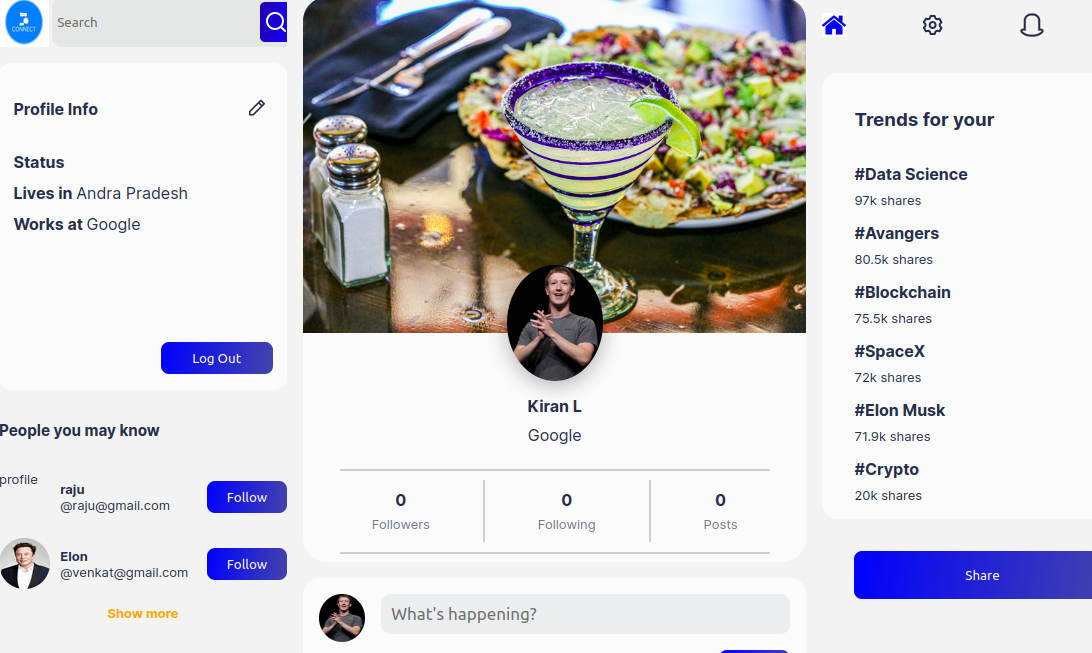 CONNECT
Search
Profile Info
Status
Lives in Andra Pradesh
Works at Google
Log Out
People you may know
profile
raju
@raju@gmail.com
Follow
Elon
@venkat@gmail.com
Follow
Show more
Kiran L
Google
0
Followers
0
Following
0
Posts
What's happening?
Trends for your
#Data Science
97k shares
#Avangers
80.5k shares
#Blockchain
75.5k shares
#SpaceX
72k shares
#Elon Musk
71.9k shares
#Crypto
20k shares
Share